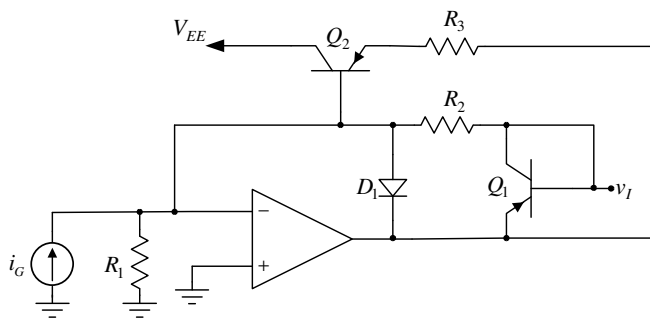 V_EE
Q_2
R_3
R_2
D_1
Q_1
v_I
−
+
i_G
R_1